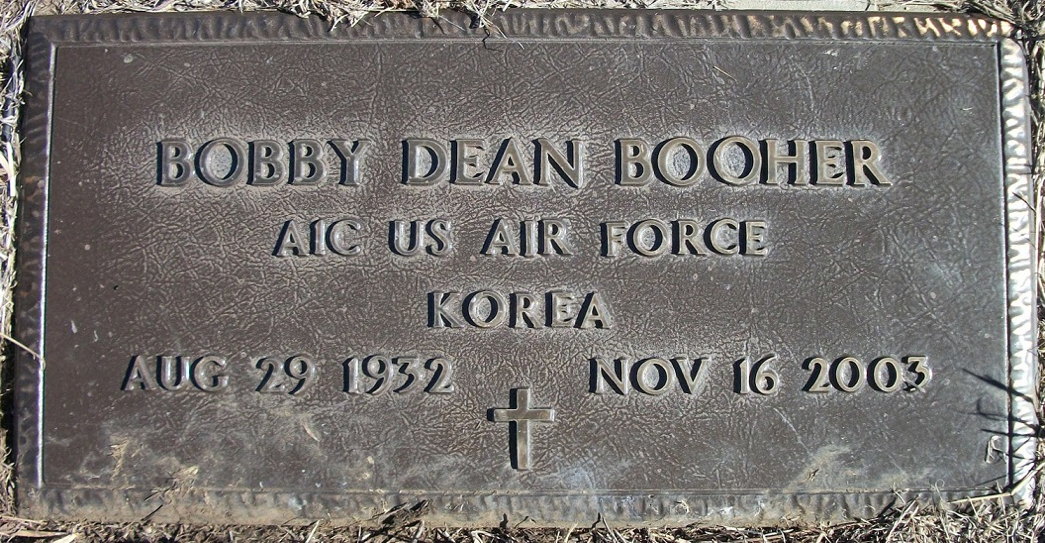 BOBBY DEAN BOOHER
A1C US AIR FORCE
KOREA
AUG 29 1932 NOV 16 2003